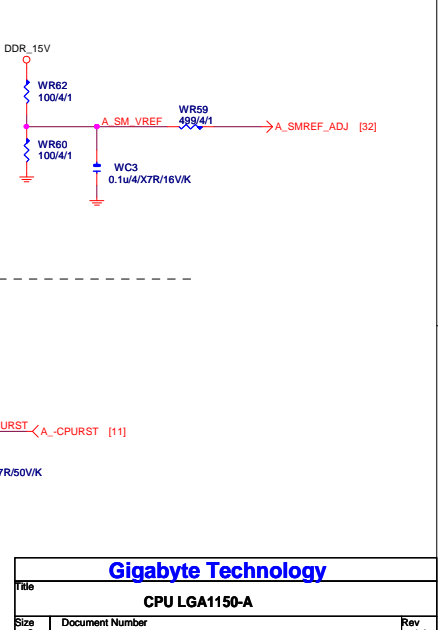 DDR_15V
WR62
100/4/1
A_SM_VREF
WR59
499/4/1
A_SMREF_ADJ [32]
WR60
100/4/1
WC3
0.1u/4/X7R/16V/K
URST
A_-CPURST [11]
7R/50V/K
Gigabyte Technology
Title
CPU LGA1150-A
Size
Document Number
Rev